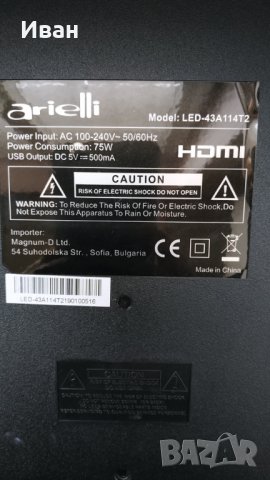 Иван
arielli
Model: LED-43A114T2
Power Input: AC 100-240V~ 50/60Hz
Power Consumption: 75W
USB Output: DC 5V⎓500mA
HDMI
CAUTION
RISK OF ELECTRIC SHOCK DO NOT OPEN
WARNING: To Reduce The Risk Of Fire Or Electric Shock,Do
Not Expose This Apparatus To Rain Or Moisture.
Importer:
Magnum-D Ltd.
54 Suhodolska Str. , Sofia, Bulgaria
CE
Made in China
LED-43A114T2190100516
CAUTION
BAZAR